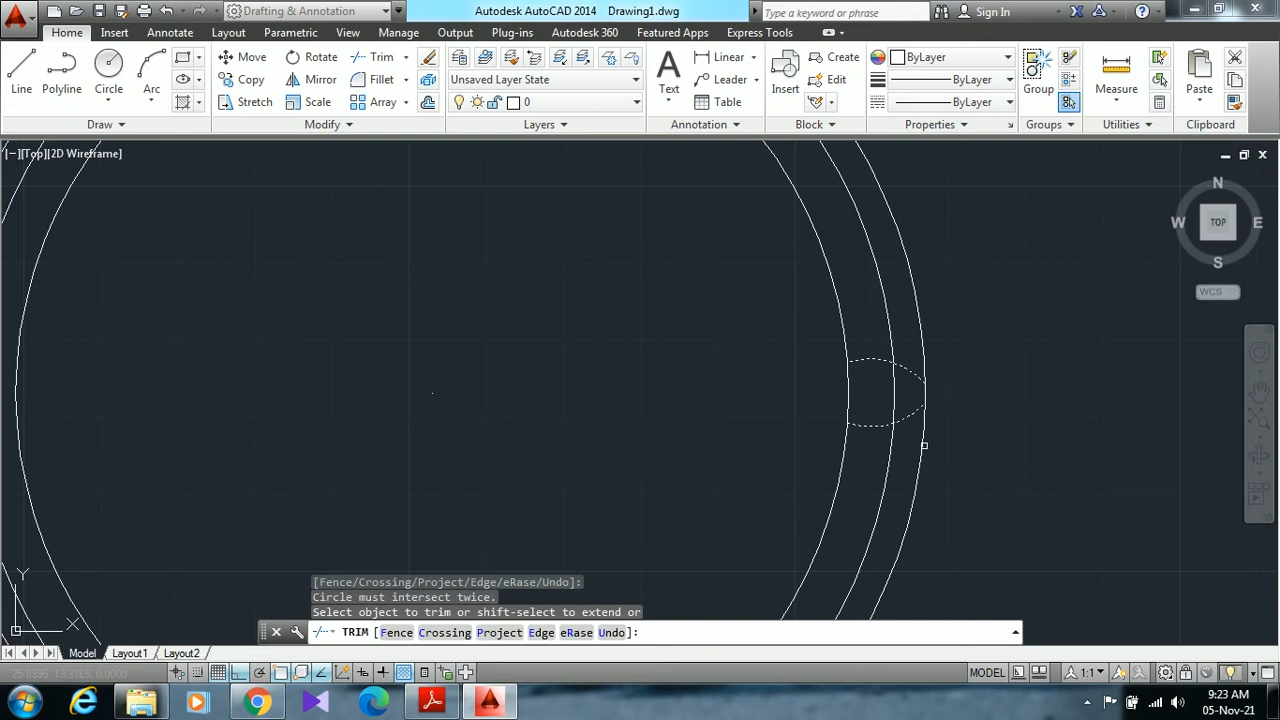 Drafting & Annotation
Autodesk AutoCAD 2014 Drawing1.dwg
Type a keyword or phrase
Sign In
Home Insert Annotate Layout Parametric View Manage Output Plug-ins Autodesk 360 Featured Apps Express Tools
Line Polyline Circle Arc
Move Rotate Trim
Copy Mirror Fillet
Stretch Scale Array
Unsaved Layer State
0
Text
Linear
Leader
Table
Insert
Create
Edit
ByLayer
ByLayer
ByLayer
Group
Measure
Paste
Draw Modify Layers Annotation Block Properties Groups Utilities Clipboard
[−][Top][2D Wireframe]
N
W TOP E
S
WCS
Y
X
[Fence/Crossing/Project/Edge/eRase/Undo]:
Circle must intersect twice.
Select object to trim or shift-select to extend or
TRIM [Fence Crossing Project Edge eRase Undo]:
Model Layout1 Layout2
MODEL 1:1
9:23 AM
05-Nov-21